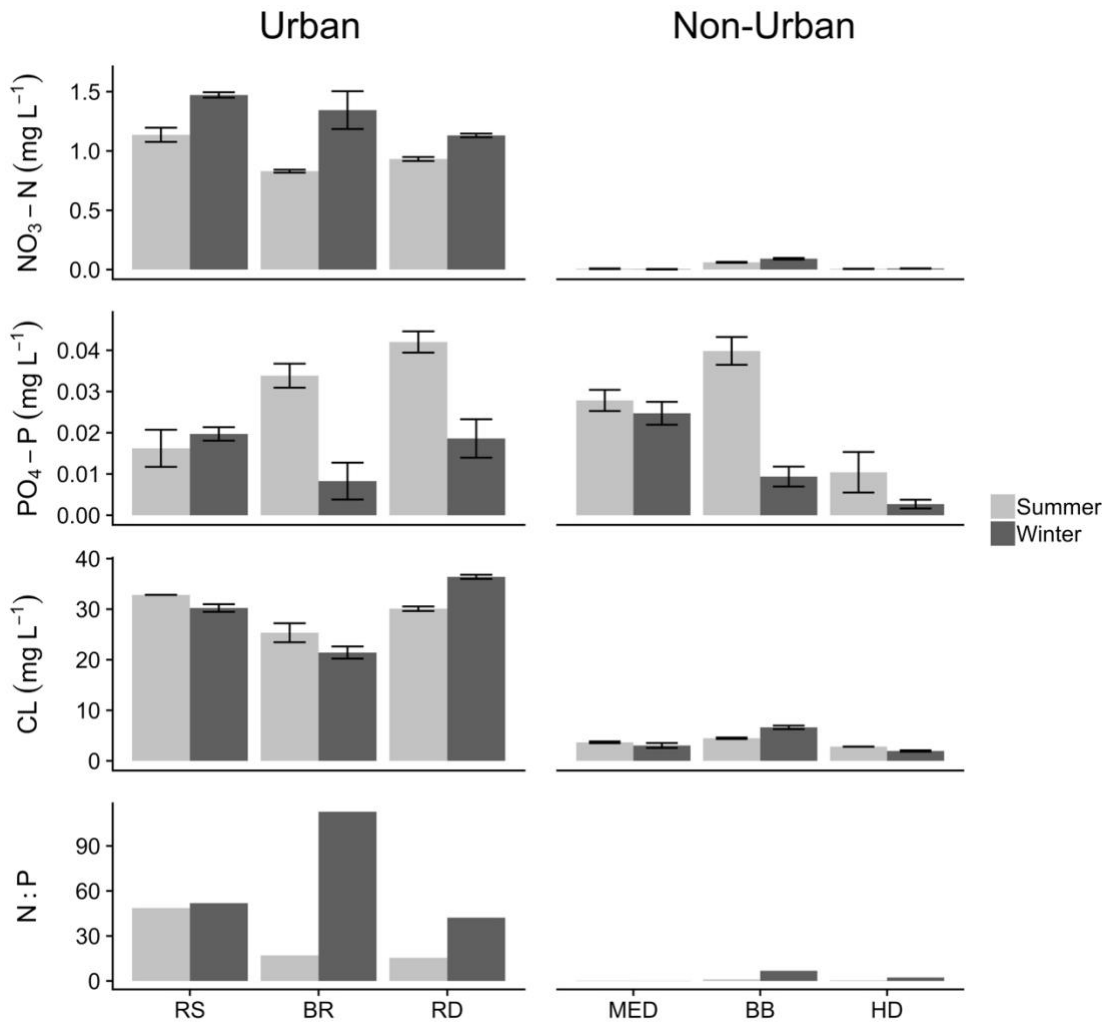 Urban
Non-Urban
NO₃ – N (mg L⁻¹)
1.5
1.0
0.5
0.0
PO₄ – P (mg L⁻¹)
0.04
0.03
0.02
0.01
0.00
Summer
Winter
CL (mg L⁻¹)
40
30
20
10
0
N : P
90
60
30
0
RS BR RD MED BB HD